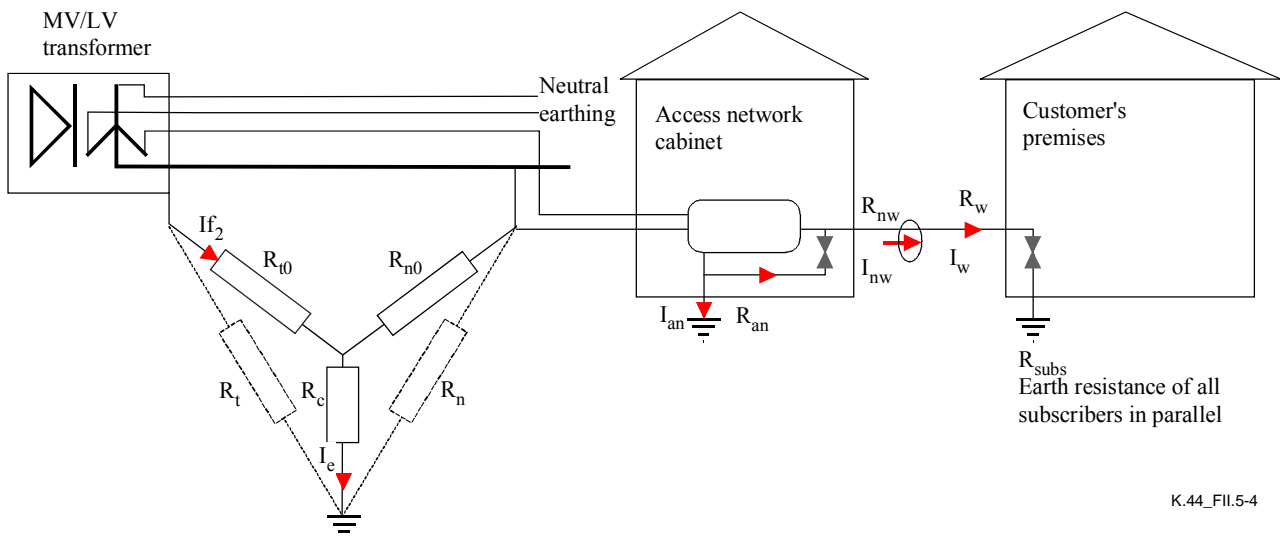 MV/LV
transformer
Neutral
earthing
Access network
cabinet
Customer's
premises
If2
Rt0
Rn0
Rt
Rc
Rn
Ie
Rnw
Inw
Rw
Iw
Ian
Ran
Rsubs
Earth resistance of all
subscribers in parallel
K.44_FII.5-4